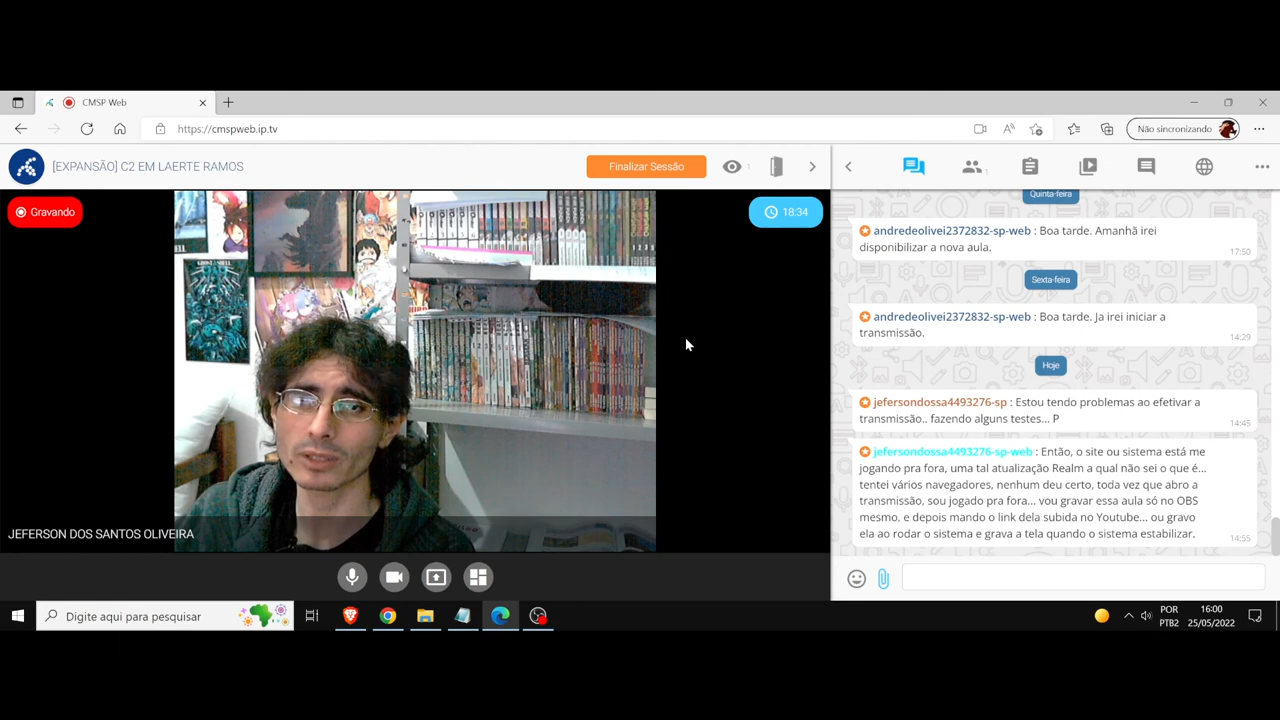 CMSP Web
https://cmspweb.ip.tv
Não sincronizando
[EXPANSÃO] C2 EM LAERTE RAMOS
Finalizar Sessão
1
1
Gravando
18:34
JEFERSON DOS SANTOS OLIVEIRA
Quinta-feira
andredeolivei2372832-sp-web : Boa tarde. Amanhã irei
disponibilizar a nova aula.
17:50
Sexta-feira
andredeolivei2372832-sp-web : Boa tarde. Ja irei iniciar a
transmissão.
14:29
Hoje
jefersondossa4493276-sp : Estou tendo problemas ao efetivar a
transmissão.. fazendo alguns testes... P
14:45
jefersondossa4493276-sp-web : Então, o site ou sistema está me
jogando pra fora, uma tal atualização Realm a qual não sei o que é...
tentei vários navegadores, nenhum deu certo, toda vez que abro a
transmissão, sou jogado pra fora... vou gravar essa aula só no OBS
mesmo, e depois mando o link dela subida no Youtube... ou gravo
ela ao rodar o sistema e grava a tela quando o sistema estabilizar.
14:55
Digite aqui para pesquisar
POR
PTB2
16:00
25/05/2022